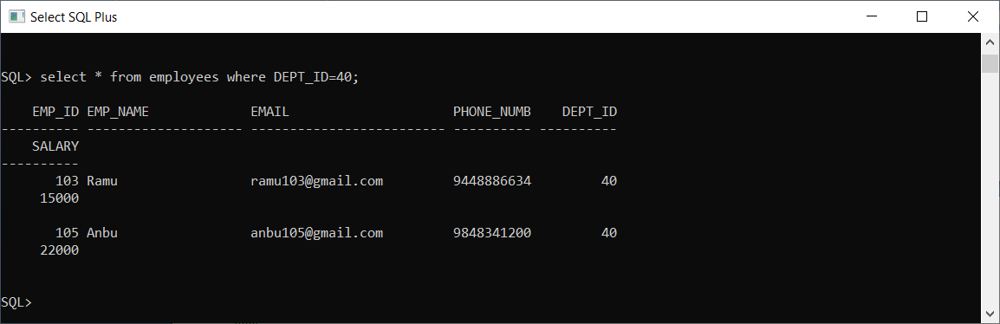 Select SQL Plus
SQL> select * from employees where DEPT_ID=40;
    EMP_ID EMP_NAME             EMAIL                     PHONE_NUMB    DEPT_ID
---------- -------------------- ------------------------- ---------- ----------
    SALARY
----------
       103 Ramu                 ramu103@gmail.com         9448886634         40
     15000
       105 Anbu                 anbu105@gmail.com         9848341200         40
     22000
SQL>